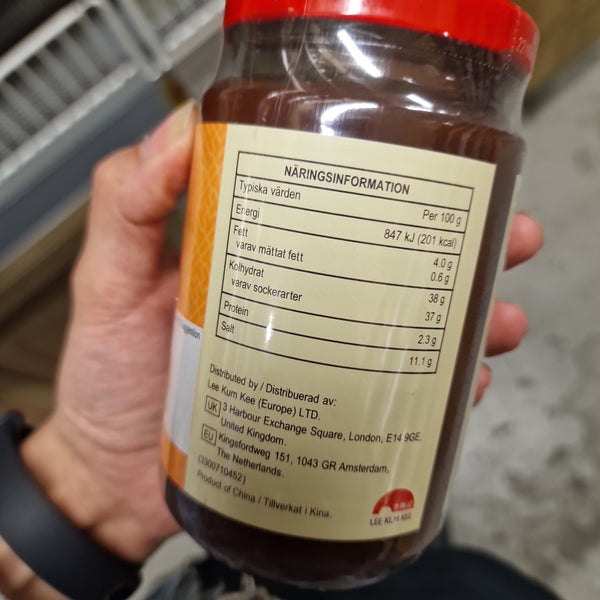 NÄRINGSINFORMATION
Typiska värden Per 100 g
Energi 847 kJ (201 kcal)
Fett 4.0 g
varav mättat fett 0.6 g
Kolhydrat 38 g
varav sockerarter 37 g
Protein 2.3 g
Salt 11.1 g
Distributed by / Distribuerad av:
Lee Kum Kee (Europe) LTD.
UK 3 Harbour Exchange Square, London, E14 9GE,
United Kingdom.
EU Kingsfordweg 151, 1043 GR Amsterdam,
The Netherlands.
(3300710452)
Product of China / Tillverkat i Kina.
LEE KUM KEE